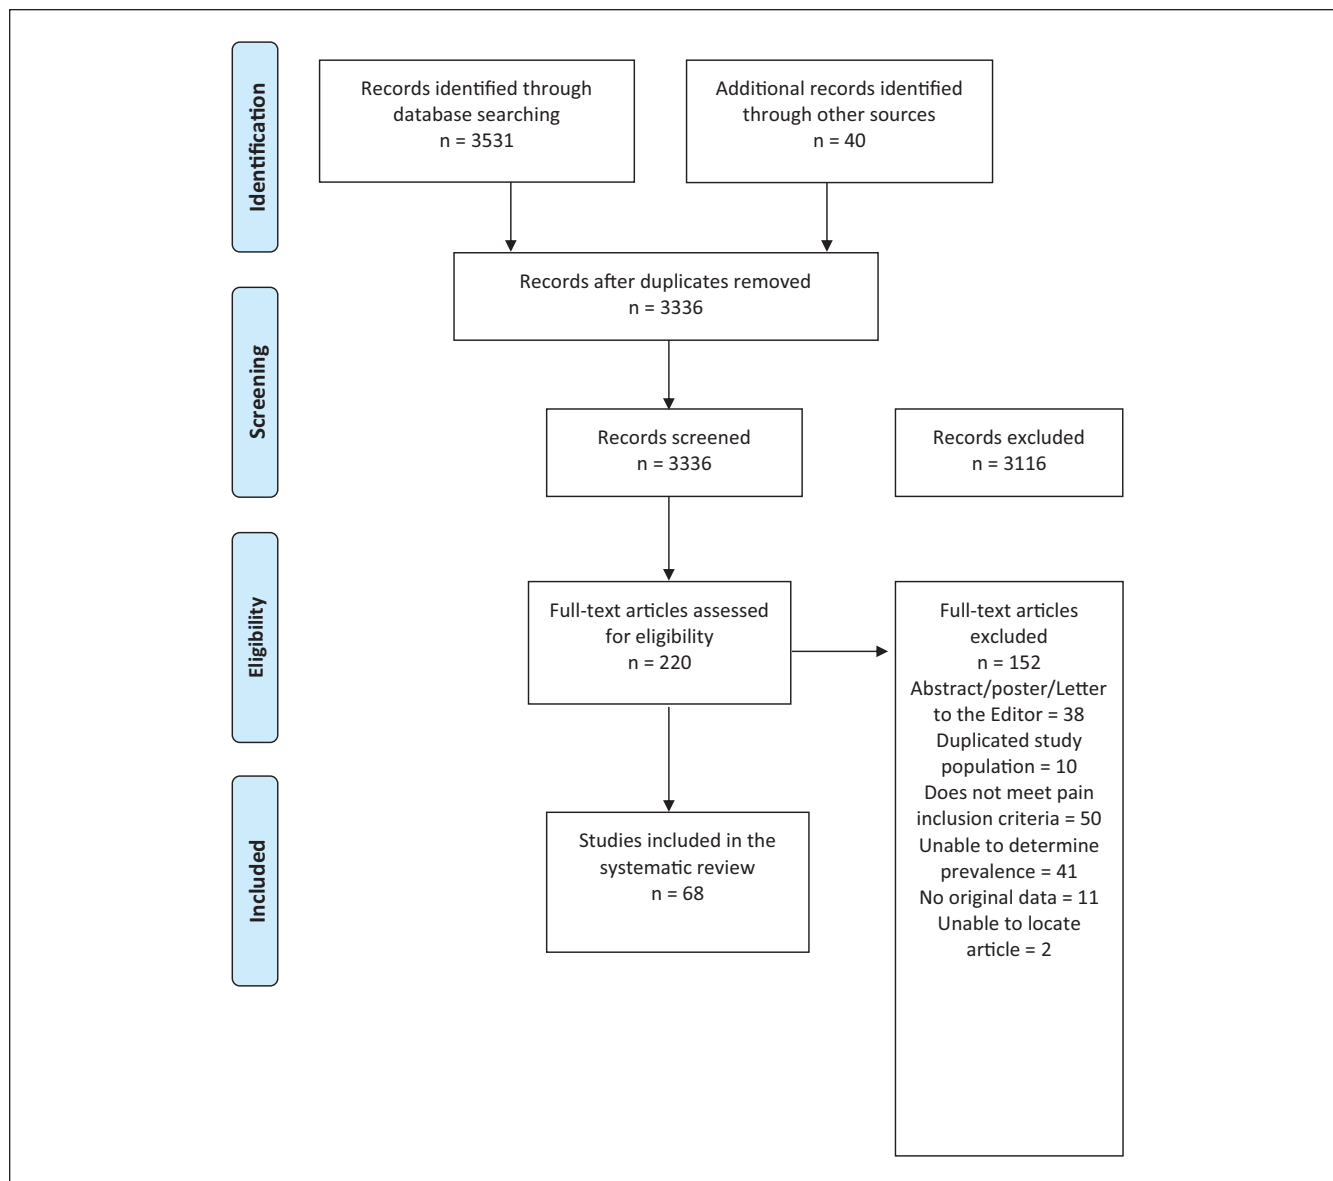 Identification
Records identified through
database searching
n = 3531
Additional records identified
through other sources
n = 40
Records after duplicates removed
n = 3336
Screening
Records screened
n = 3336
Records excluded
n = 3116
Eligibility
Full-text articles assessed
for eligibility
n = 220
Full-text articles
excluded
n = 152
Abstract/poster/Letter
to the Editor = 38
Duplicated study
population = 10
Does not meet pain
inclusion criteria = 50
Unable to determine
prevalence = 41
No original data = 11
Unable to locate
article = 2
Included
Studies included in the
systematic review
n = 68